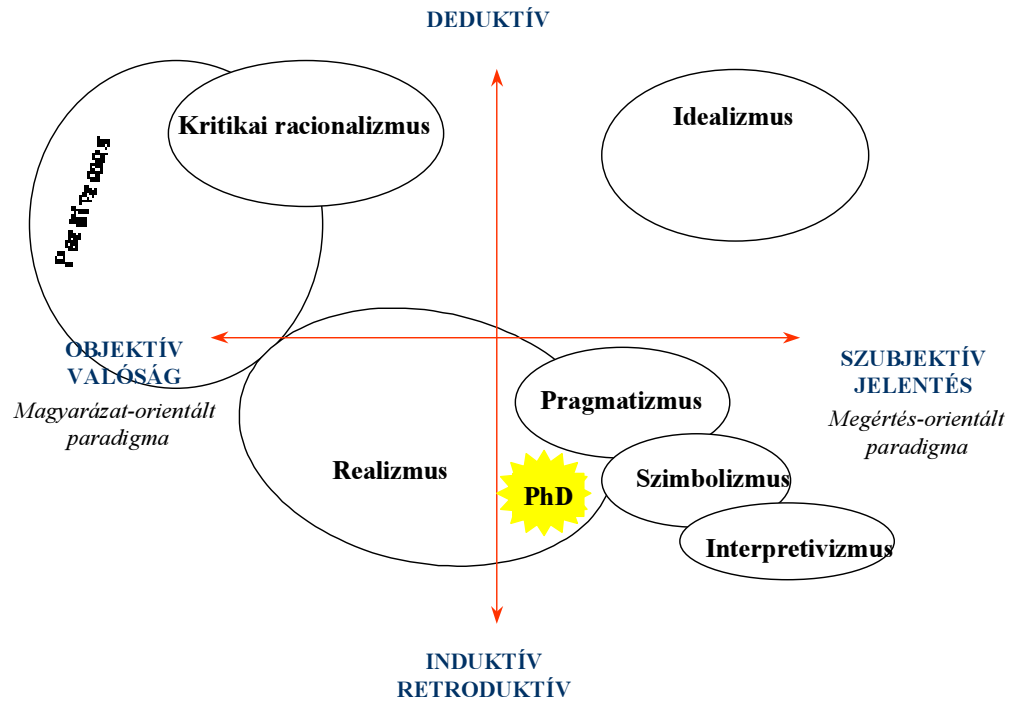 DEDUKTÍV
Kritikai racionalizmus
Idealizmus
OBJEKTÍV
VALÓSÁG
Magyarázat-orientált
paradigma
SZUBJEKTÍV
JELENTÉS
Megértés-orientált
paradigma
Pragmatizmus
Realizmus
PhD
Szimbolizmus
Interpretivizmus
INDUKTÍV
RETRODUKTÍV